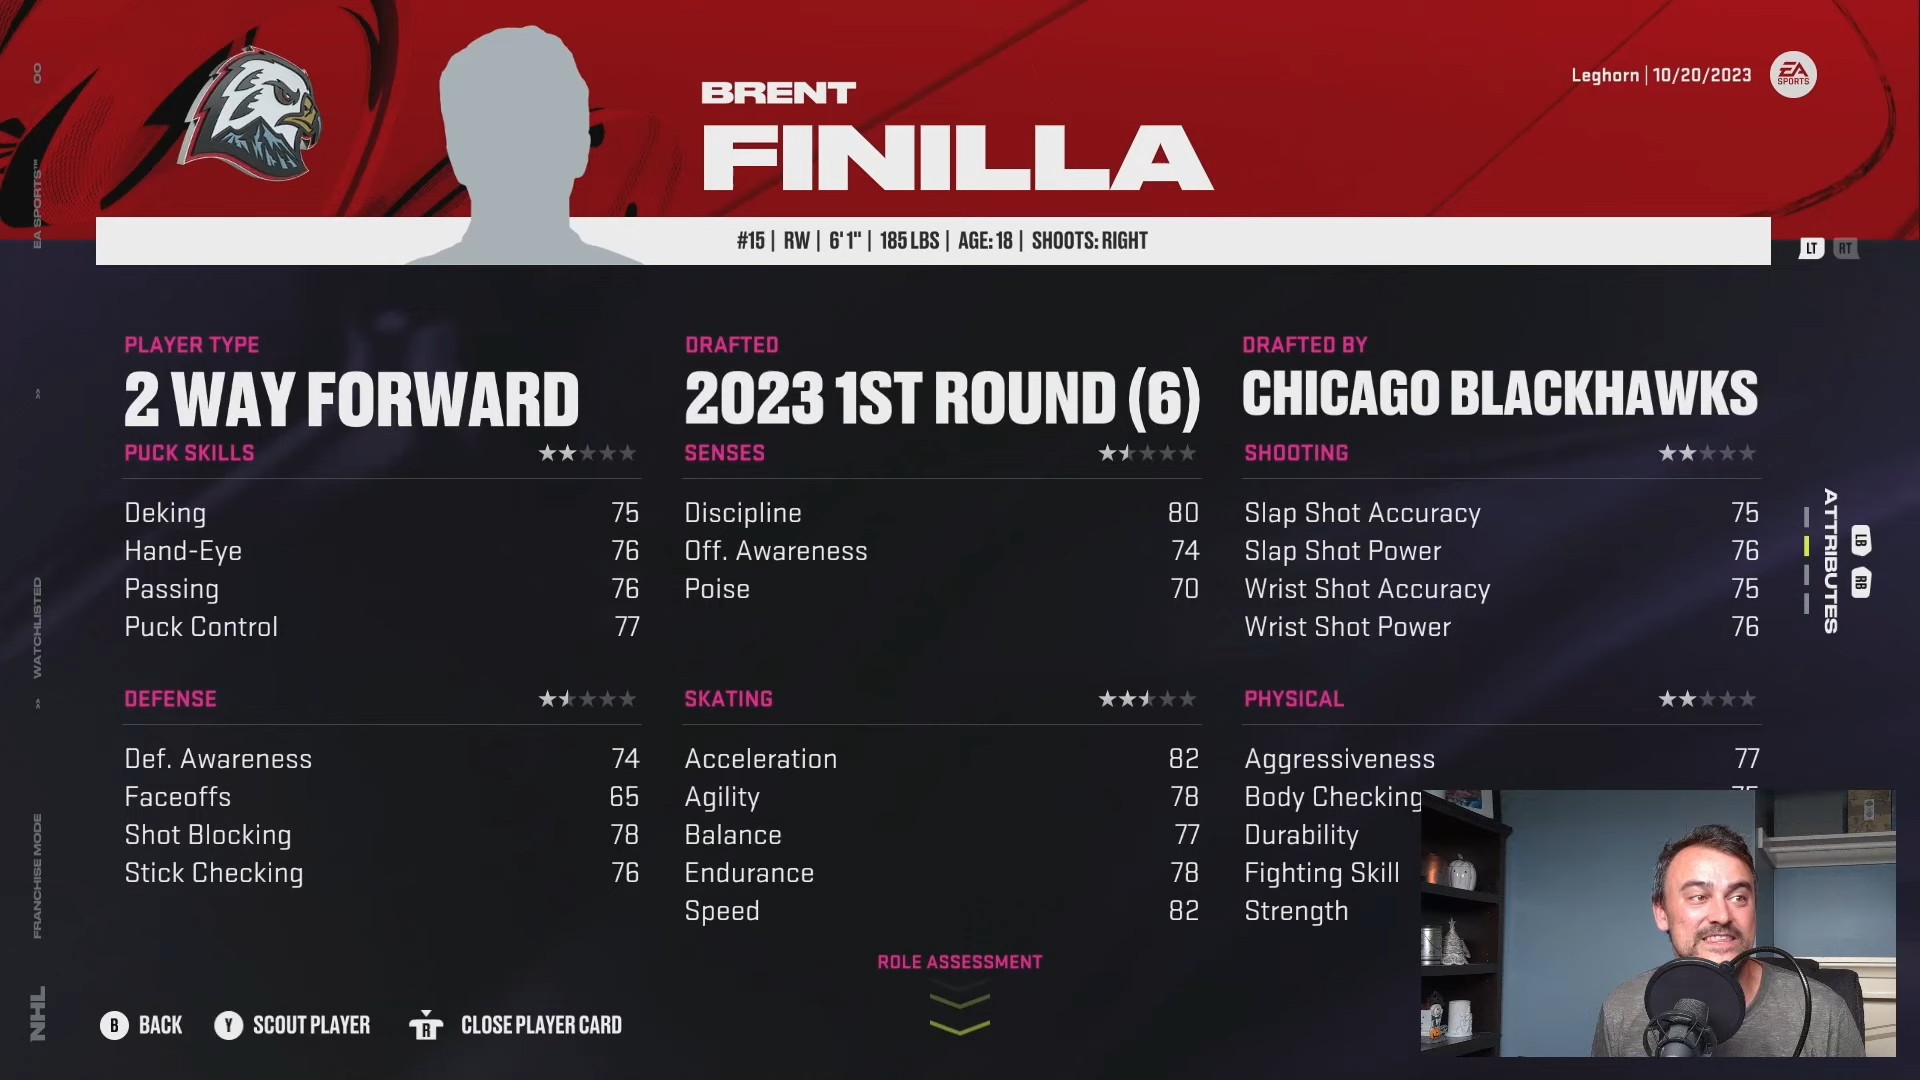 BRENT
FINILLA
Leghorn | 10/20/2023
EA SPORTS
#15 | RW | 6' 1" | 185 LBS | AGE: 18 | SHOOTS: RIGHT
LT RT
PLAYER TYPE
2 WAY FORWARD
DRAFTED
2023 1ST ROUND (6)
DRAFTED BY
CHICAGO BLACKHAWKS
PUCK SKILLS
Deking 75
Hand-Eye 76
Passing 76
Puck Control 77
SENSES
Discipline 80
Off. Awareness 74
Poise 70
SHOOTING
Slap Shot Accuracy 75
Slap Shot Power 76
Wrist Shot Accuracy 75
Wrist Shot Power 76
DEFENSE
Def. Awareness 74
Faceoffs 65
Shot Blocking 78
Stick Checking 76
SKATING
Acceleration 82
Agility 78
Balance 77
Endurance 78
Speed 82
PHYSICAL
Aggressiveness 77
Body Checking
Durability
Fighting Skill
Strength
ATTRIBUTES
LB
RB
ROLE ASSESSMENT
B BACK
Y SCOUT PLAYER
R CLOSE PLAYER CARD
NHL
FRANCHISE MODE
WATCHLISTED
EA SPORTS™